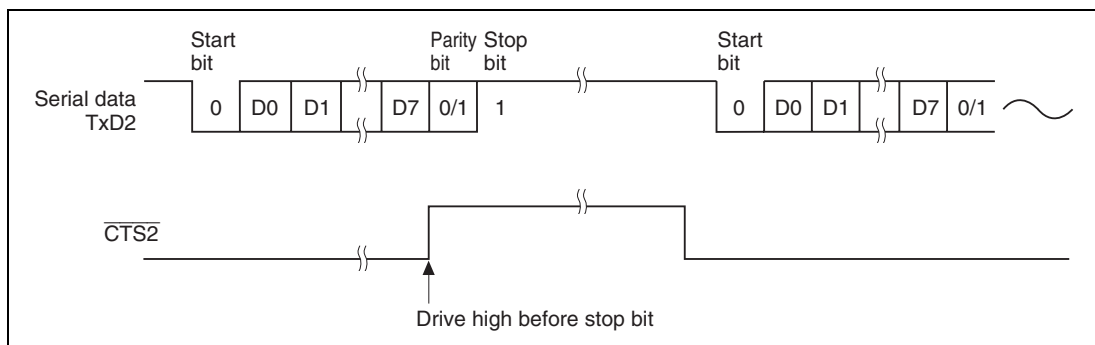 Start
bit
Parity
bit
Stop
bit
Start
bit
Serial data
TxD2
0 D0 D1 D7 0/1 1 0 D0 D1 D7 0/1
CTS2
Drive high before stop bit